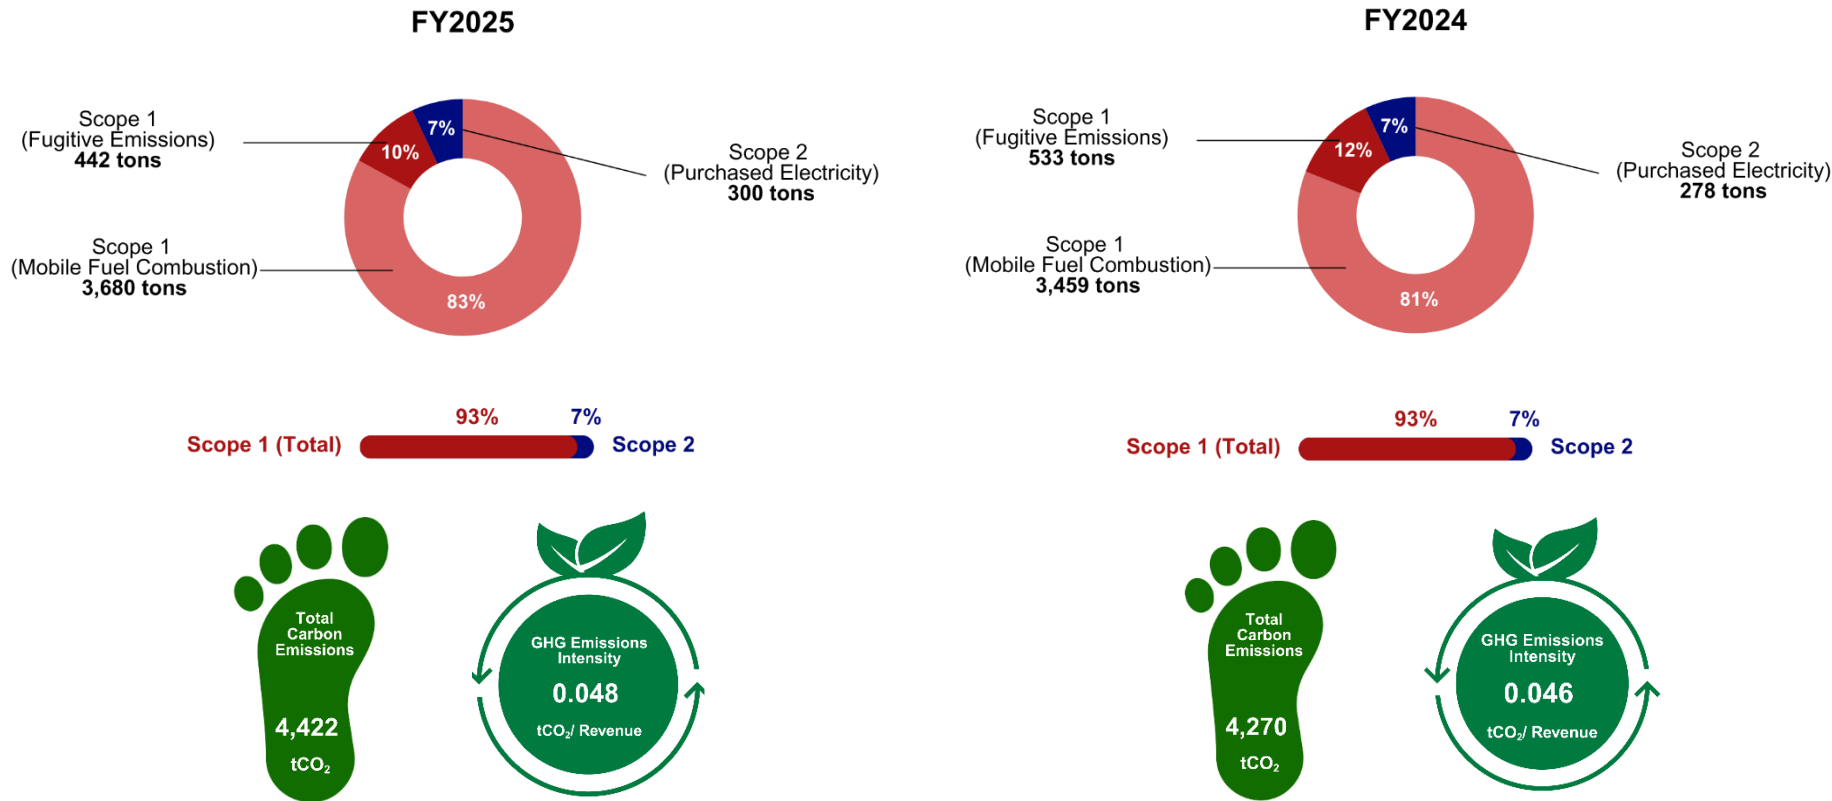 FY2025
Scope 1
(Fugitive Emissions)
442 tons
7%
10%
Scope 2
(Purchased Electricity)
300 tons
Scope 1
(Mobile Fuel Combustion)
3,680 tons
83%
93%
7%
Scope 1 (Total)
Scope 2
Total
Carbon
Emissions
4,422
tCO₂
GHG Emissions
Intensity
0.048
tCO₂/ Revenue
FY2024
Scope 1
(Fugitive Emissions)
533 tons
7%
12%
Scope 2
(Purchased Electricity)
278 tons
Scope 1
(Mobile Fuel Combustion)
3,459 tons
81%
93%
7%
Scope 1 (Total)
Scope 2
Total
Carbon
Emissions
4,270
tCO₂
GHG Emissions
Intensity
0.046
tCO₂/ Revenue